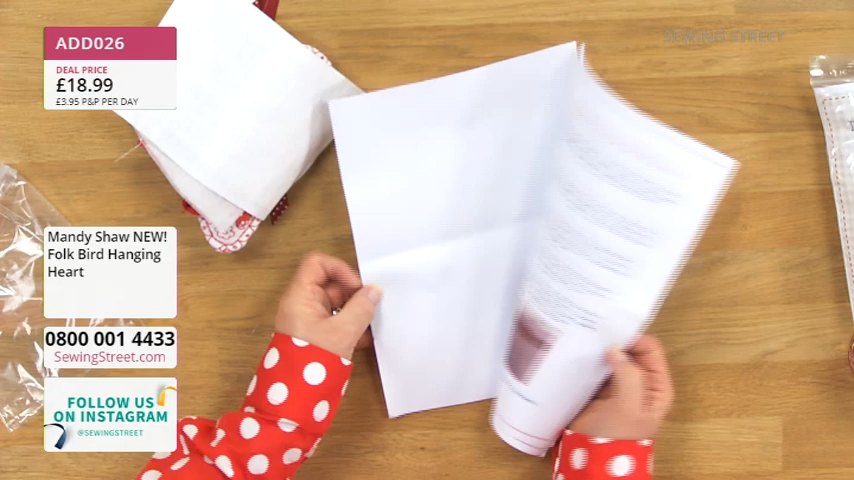 ADD026
DEAL PRICE
£18.99
£3.95 P&P PER DAY
SEWING STREET
Mandy Shaw NEW!
Folk Bird Hanging
Heart
0800 001 4433
SewingStreet.com
FOLLOW US
ON INSTAGRAM
@SEWINGSTREET